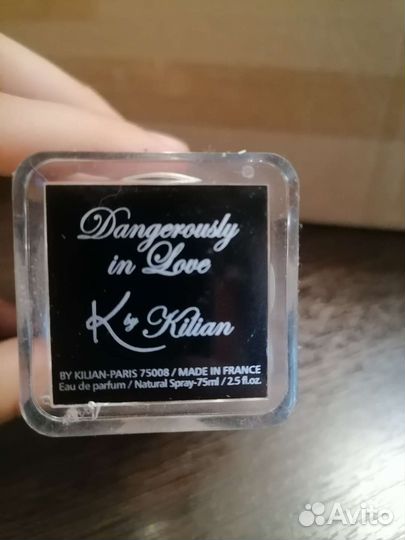 Dangerously
in Love
K by Kilian
BY KILIAN-PARIS 75008 / MADE IN FRANCE
Eau de parfum / Natural Spray-75ml / 2.5 fl.oz.
Avito